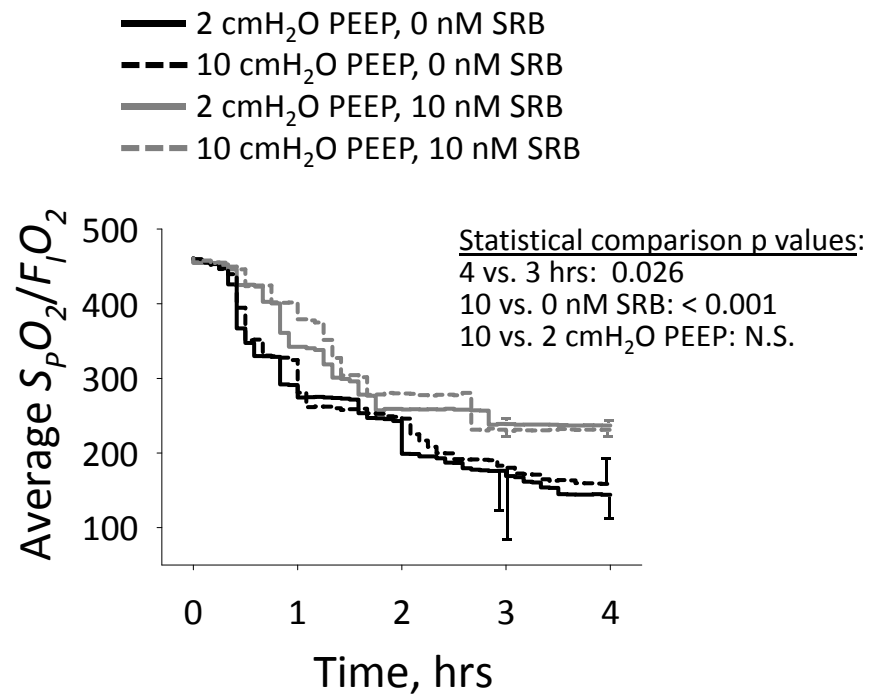 2 cmH₂O PEEP, 0 nM SRB
10 cmH₂O PEEP, 0 nM SRB
2 cmH₂O PEEP, 10 nM SRB
10 cmH₂O PEEP, 10 nM SRB
Average SₚO₂/FᵢO₂
500
400
300
200
100
Statistical comparison p values:
4 vs. 3 hrs: 0.026
10 vs. 0 nM SRB: < 0.001
10 vs. 2 cmH₂O PEEP: N.S.
0 1 2 3 4
Time, hrs